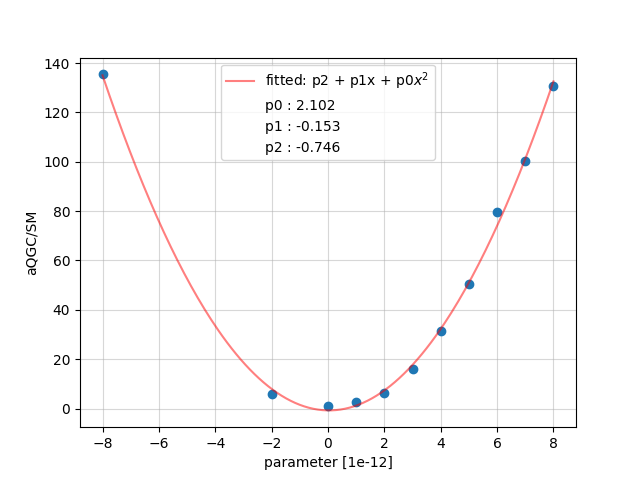 140
120
100
80
60
40
20
0
aQGC/SM
fitted: p2 + p1x + p0x²
p0 : 2.102
p1 : -0.153
p2 : -0.746
−8 −6 −4 −2 0 2 4 6 8
parameter [1e-12]